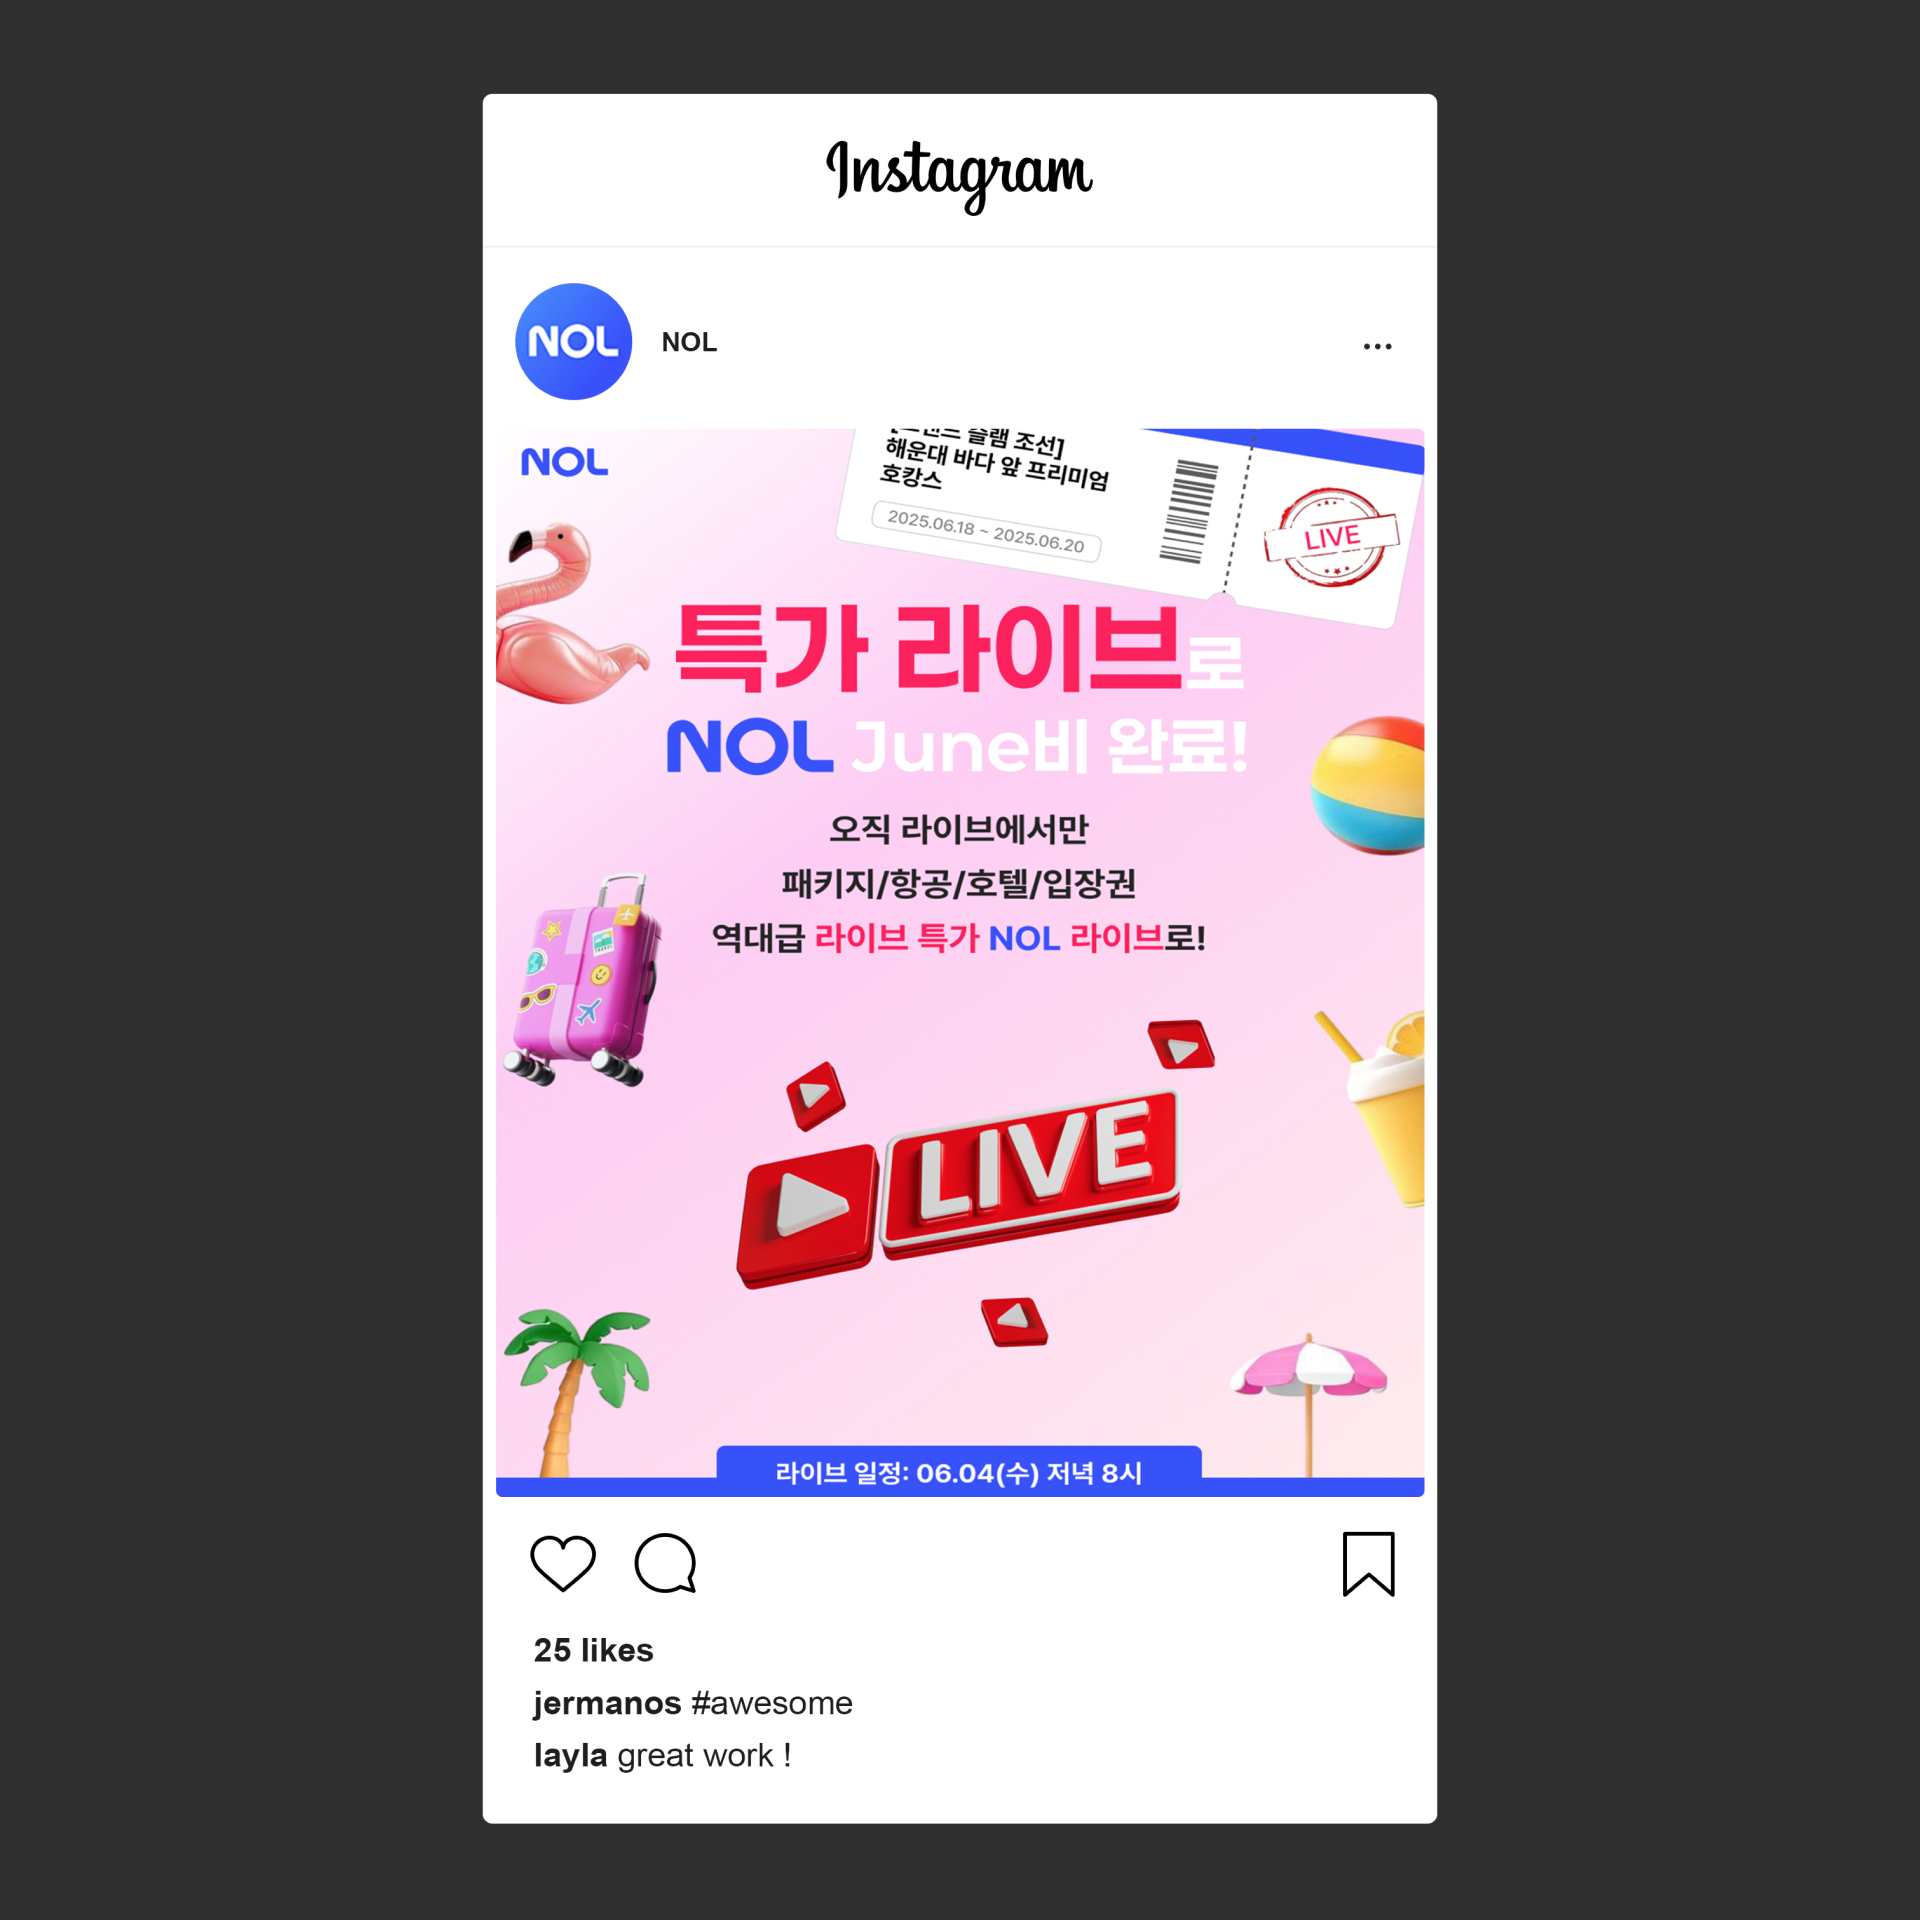 Instagram
NOL
NOL
NOL
슬램 조선]
해운대 바다 앞 프리미엄
호캉스
2025.06.18 ~ 2025.06.20
LIVE
특가 라이브로
NOL June비 완료!
오직 라이브에서만
패키지/항공/호텔/입장권
역대급 라이브 특가 NOL 라이브로!
LIVE
라이브 일정: 06.04(수) 저녁 8시
25 likes
jermanos #awesome
layla great work !